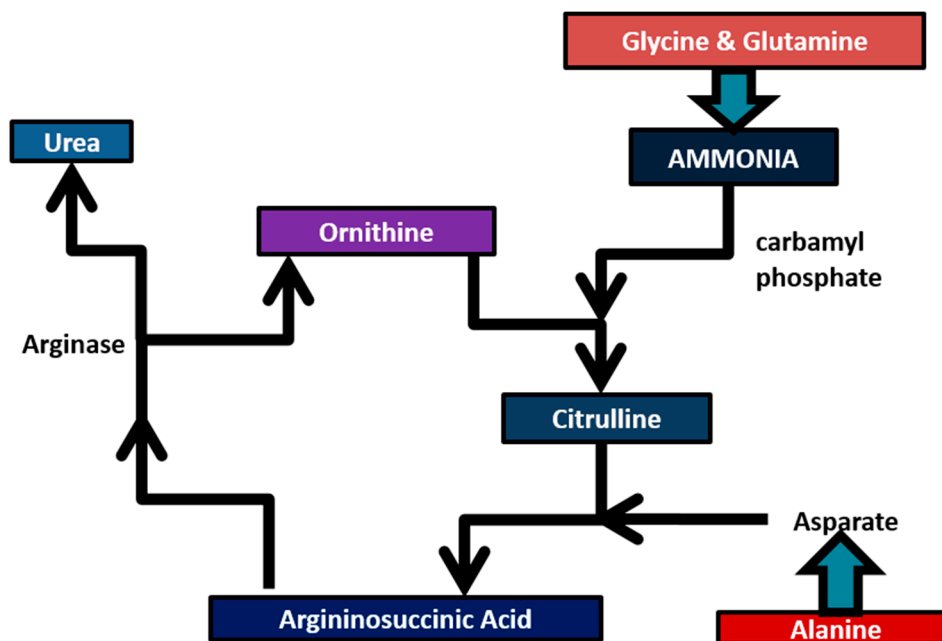 Glycine & Glutamine
Urea
AMMONIA
Ornithine
carbamyl
phosphate
Arginase
Citrulline
Asparate
Argininosuccinic Acid
Alanine